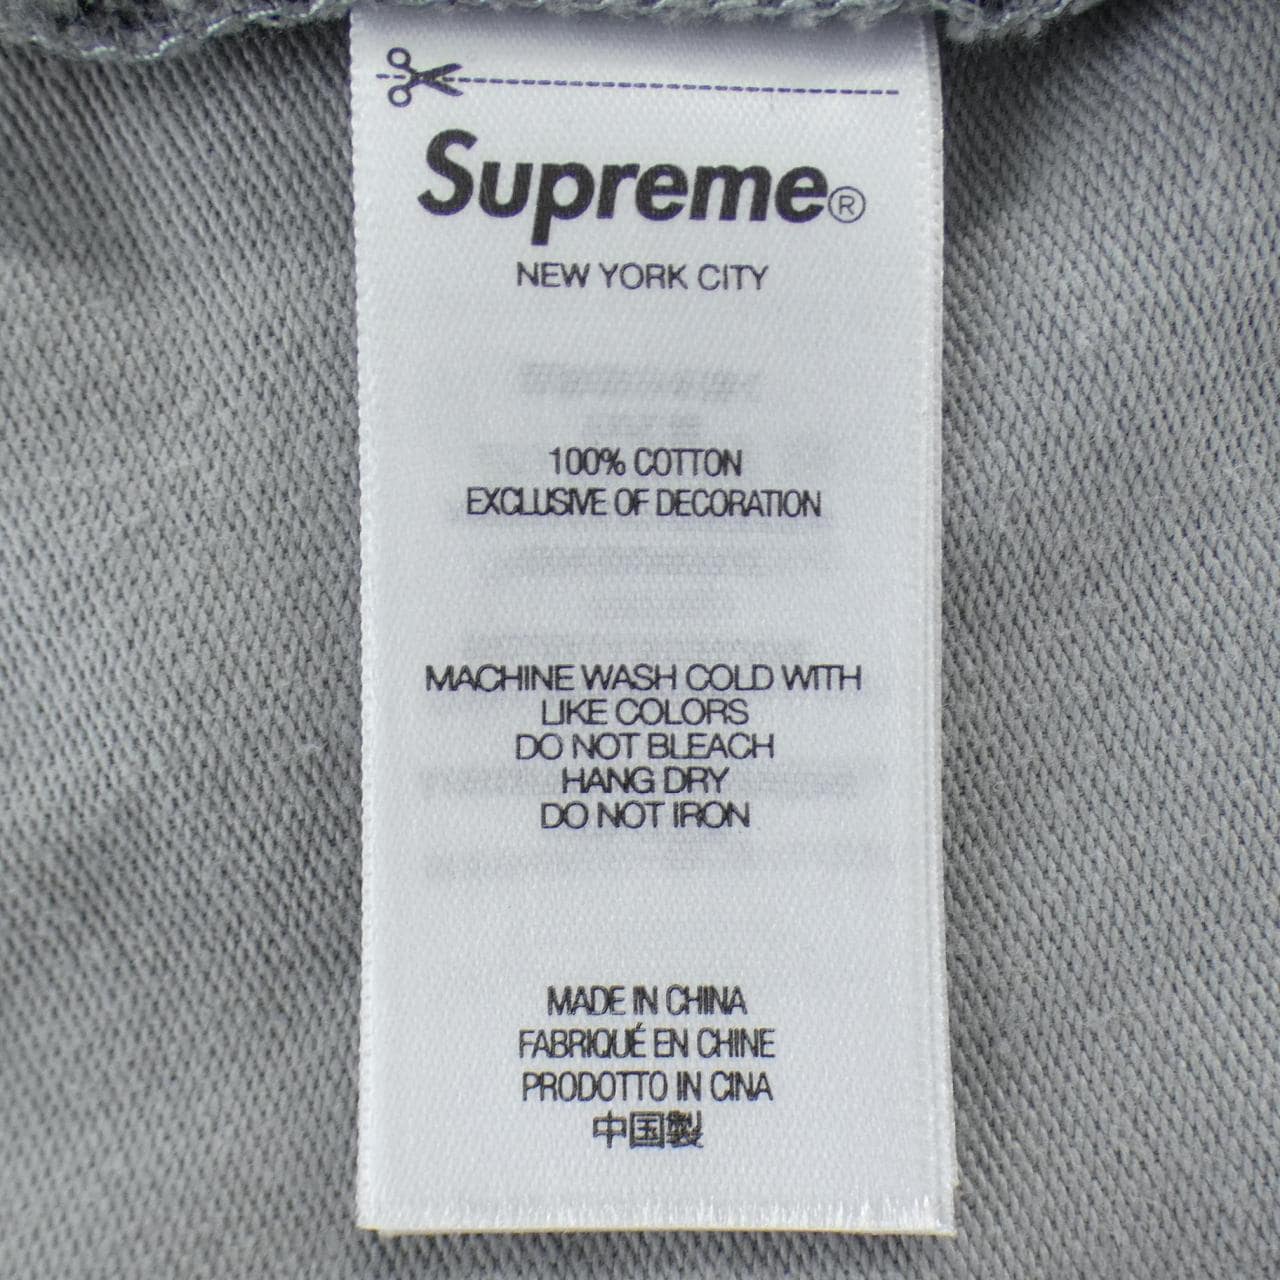 Supreme®
NEW YORK CITY
100% COTTON
EXCLUSIVE OF DECORATION
MACHINE WASH COLD WITH
LIKE COLORS
DO NOT BLEACH
HANG DRY
DO NOT IRON
MADE IN CHINA
FABRIQUÉ EN CHINE
PRODOTTO IN CINA
中国製